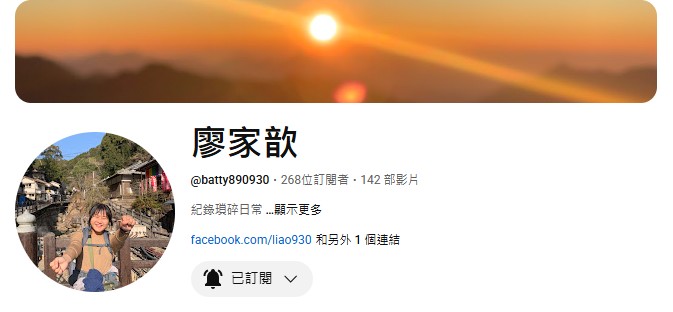 廖家歆
@batty890930・268位訂閱者・142 部影片
紀錄瑣碎日常 ...顯示更多
facebook.com/liao930 和另外 1 個連結
已訂閱